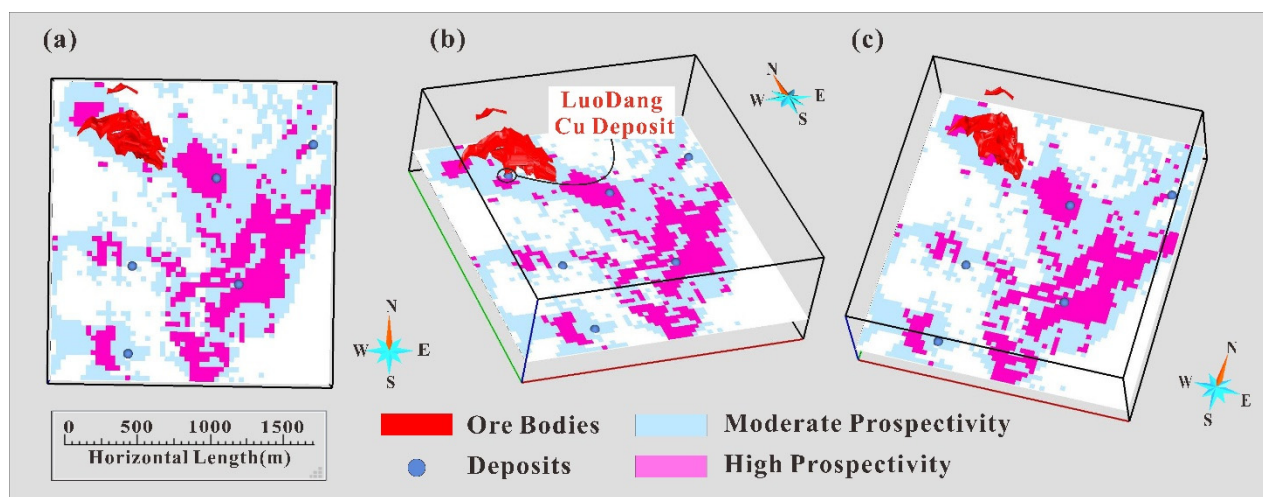 (a)
(b)
(c)
LuoDang
Cu Deposit
N
E
S
N
W
E
S
N
W
E
S
0 500 1000 1500
Horizontal Length(m)
Ore Bodies
Moderate Prospectivity
Deposits
High Prospectivity